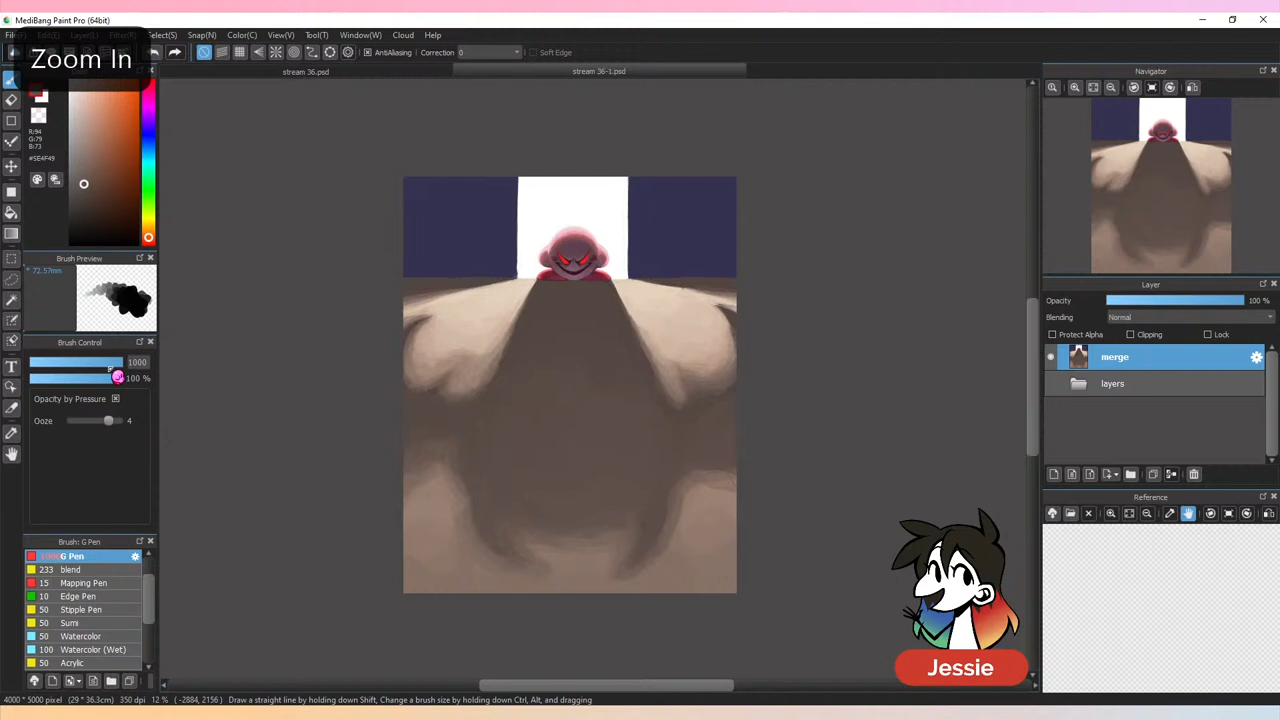 MediBang Paint Pro (64bit)
Select(S) Snap(N) Color(C) View(V) Tool(T) Window(W) Cloud Help
Zoom In
AntiAliasing Correction 0 Soft Edge
stream 36.psd stream 36-1.psd
R:94
G:79
B:73
#5E4F49
Brush Preview
* 72.57mm
Brush Control
1000
100 %
Opacity by Pressure
Ooze 4
Brush: G Pen
G Pen
233 blend
15 Mapping Pen
10 Edge Pen
50 Stipple Pen
50 Sumi
50 Watercolor
100 Watercolor (Wet)
50 Acrylic
Navigator
Layer
Opacity 100 %
Blending Normal
Protect Alpha Clipping Lock
merge
layers
Reference
Jessie
4000 * 5000 pixel (29 * 36.3cm) 350 dpi 12 % (-2884, 2156) Draw a straight line by holding down Shift, Change a brush size by holding down Ctrl, Alt, and dragging